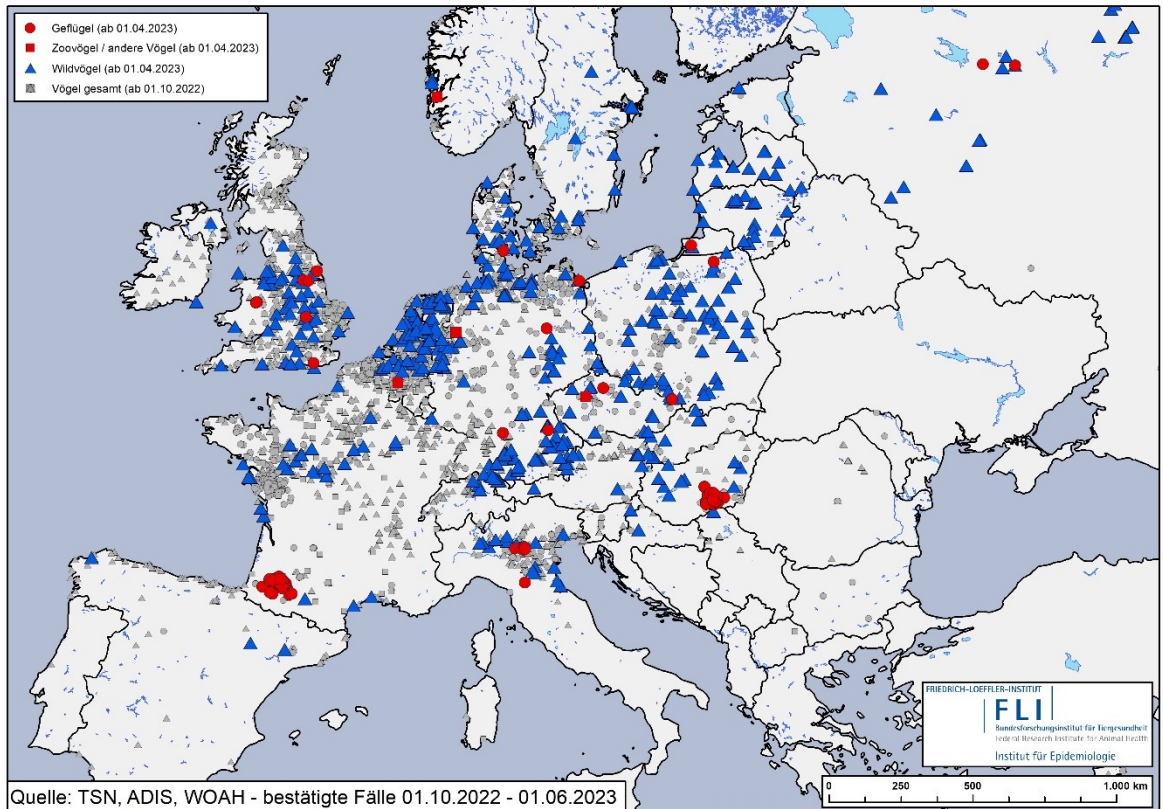 Geflügel (ab 01.04.2023)
Zoovögel / andere Vögel (ab 01.04.2023)
Wildvögel (ab 01.04.2023)
Vögel gesamt (ab 01.10.2022)
FRIEDRICH-LOEFFLER-INSTITUT
FLI
Bundesforschungsinstitut für Tiergesundheit
Federal Research Institute for Animal Health
Institut für Epidemiologie
Quelle: TSN, ADIS, WOAH - bestätigte Fälle 01.10.2022 - 01.06.2023
0 250 500 1.000 km